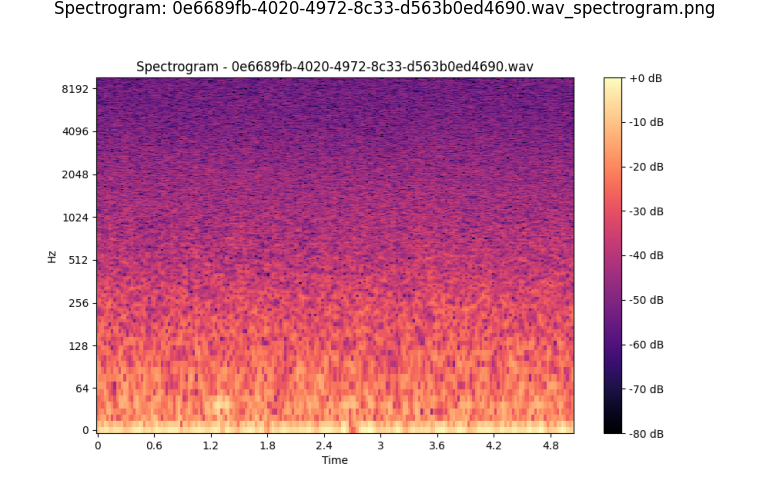 Spectrogram: 0e6689fb-4020-4972-8c33-d563b0ed4690.wav_spectrogram.png
Spectrogram - 0e6689fb-4020-4972-8c33-d563b0ed4690.wav
8192
4096
2048
1024
512
256
128
64
0
Hz
0 0.6 1.2 1.8 2.4 3 3.6 4.2 4.8
Time
+0 dB
-10 dB
-20 dB
-30 dB
-40 dB
-50 dB
-60 dB
-70 dB
-80 dB